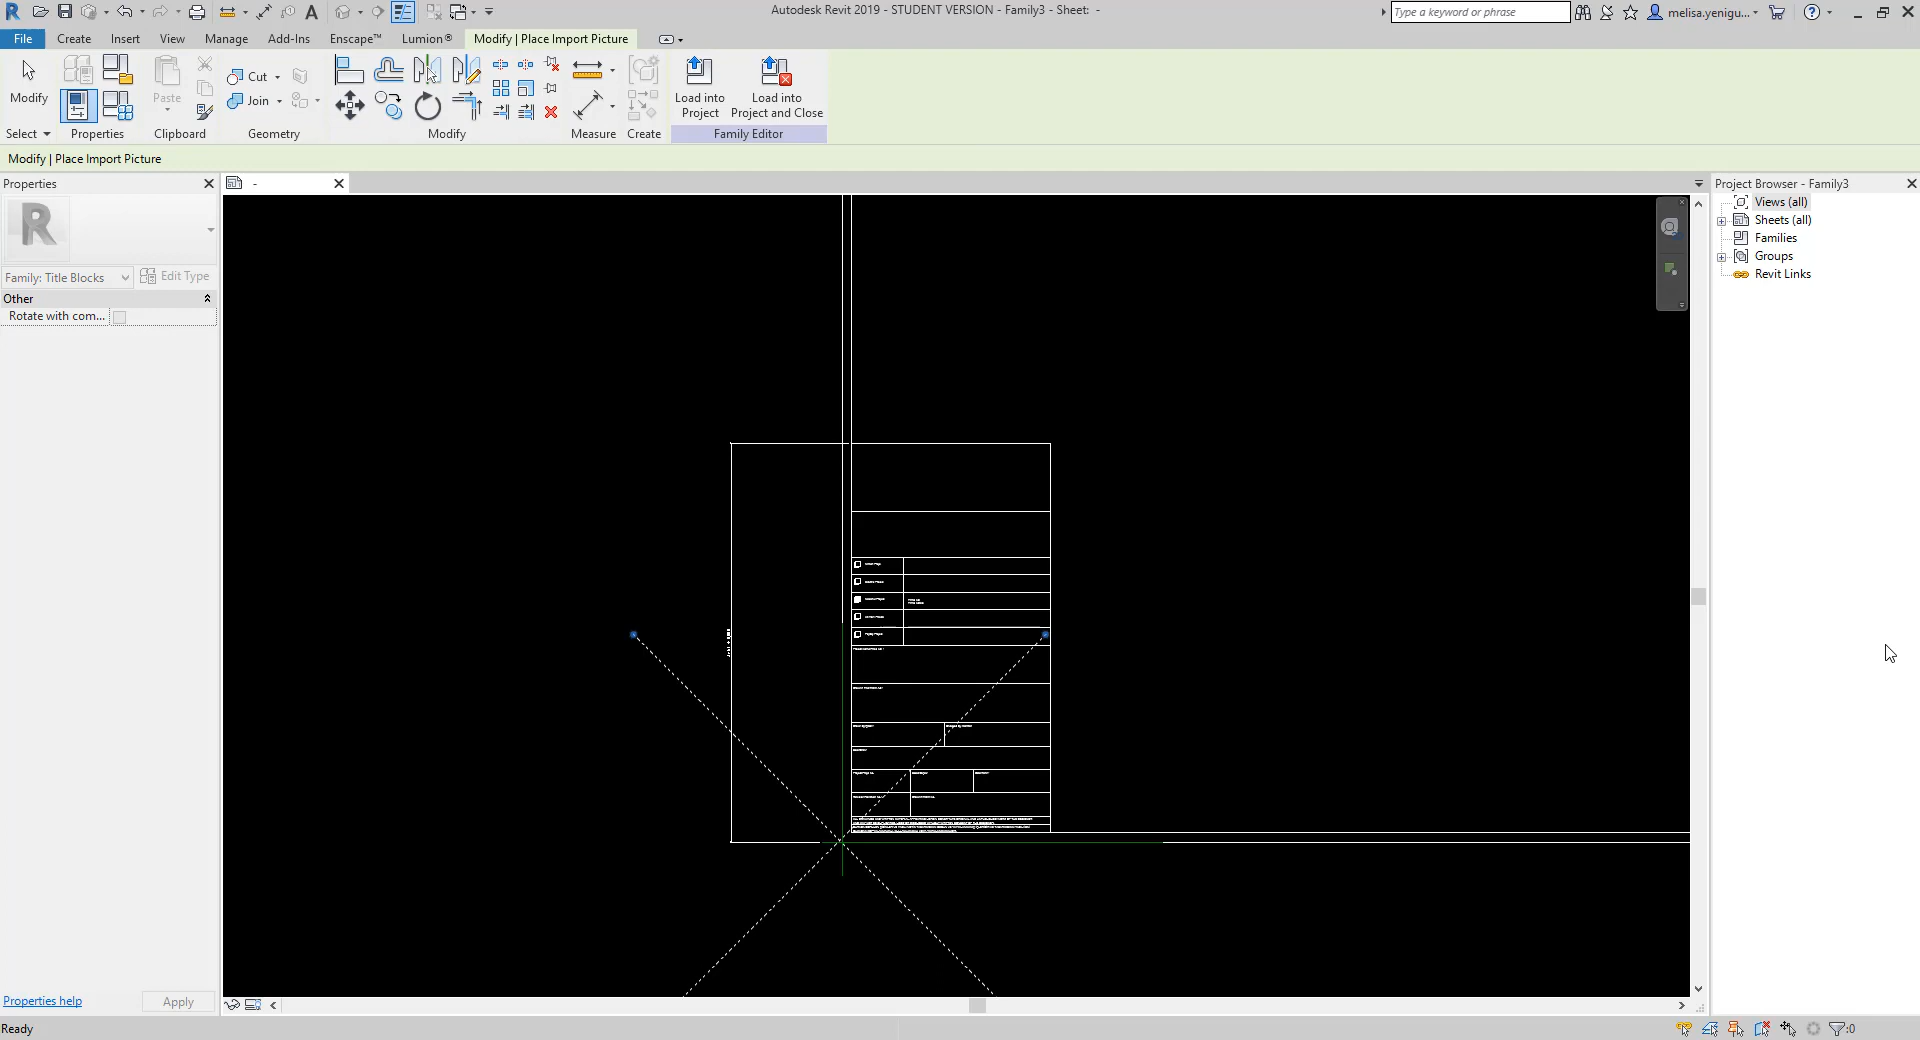 Autodesk Revit 2019 - STUDENT VERSION - Family3 - Sheet: -
Type a keyword or phrase
melisa.yenigu...
File
Create
Insert
View
Manage
Add-Ins
Enscape™
Lumion®
Modify | Place Import Picture
Modify
Paste
Cut
Join
Load into
Project
Load into
Project and Close
Select
Properties
Clipboard
Geometry
Modify
Measure
Create
Family Editor
Modify | Place Import Picture
Properties
-
Project Browser - Family3
Family: Title Blocks
Edit Type
Other
Rotate with com...
Views (all)
Sheets (all)
Families
Groups
Revit Links
Properties help
Apply
Ready
:0